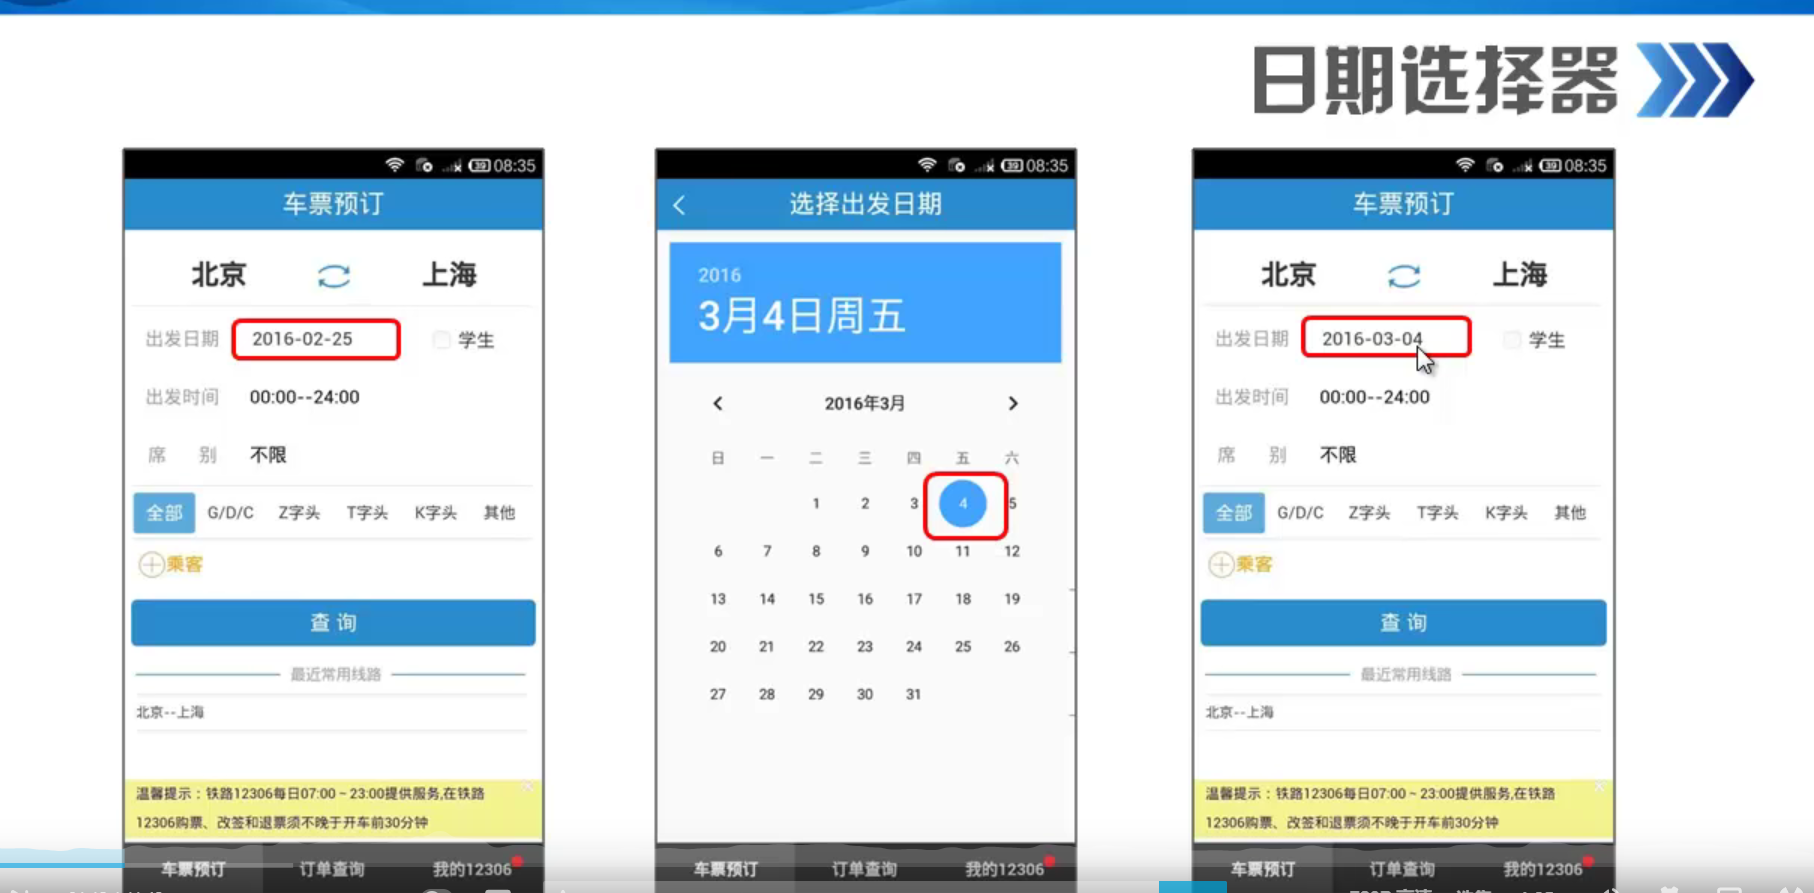 日期选择器
39 08:35
车票预订
北京 上海
出发日期 2016-02-25 学生
出发时间 00:00--24:00
席 别 不限
全部 G/D/C Z字头 T字头 K字头 其他
乘客
查 询
最近常用线路
北京--上海
温馨提示：铁路12306每日07:00 ~ 23:00提供服务,在铁路
12306购票、改签和退票须不晚于开车前30分钟
车票预订 订单查询 我的12306
39 08:35
选择出发日期
2016
3月4日周五
2016年3月
日 一 二 三 四 五 六
1 2 3 4 5
6 7 8 9 10 11 12
13 14 15 16 17 18 19
20 21 22 23 24 25 26
27 28 29 30 31
车票预订 订单查询 我的12306
39 08:35
车票预订
北京 上海
出发日期 2016-03-04 学生
出发时间 00:00--24:00
席 别 不限
全部 G/D/C Z字头 T字头 K字头 其他
乘客
查 询
最近常用线路
北京--上海
温馨提示：铁路12306每日07:00 ~ 23:00提供服务,在铁路
12306购票、改签和退票须不晚于开车前30分钟
车票预订 订单查询 我的12306